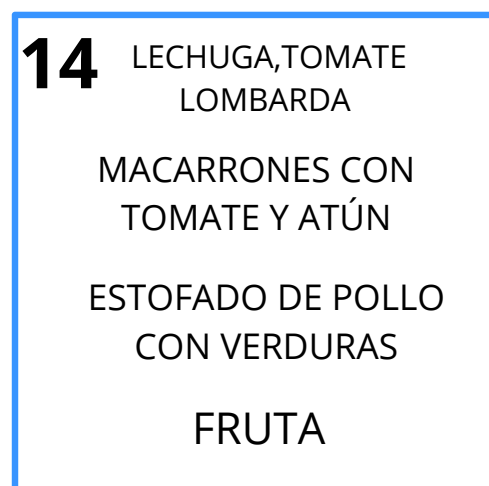 14
LECHUGA,TOMATE
LOMBARDA
MACARRONES CON
TOMATE Y ATÚN
ESTOFADO DE POLLO
CON VERDURAS
FRUTA